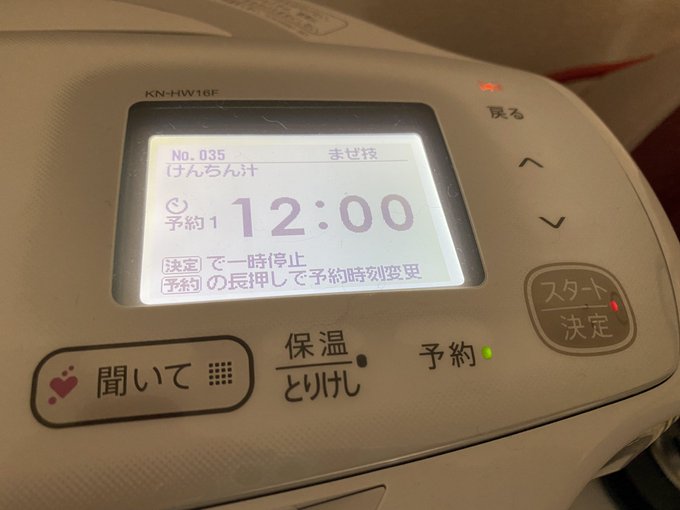 KN-HW16F
戻る
No. 035 まぜ技
けんちん汁
予約1 12:00
決定 で一時停止
予約 の長押しで予約時刻変更
スタート
決定
聞いて
保温
とりけし
予約